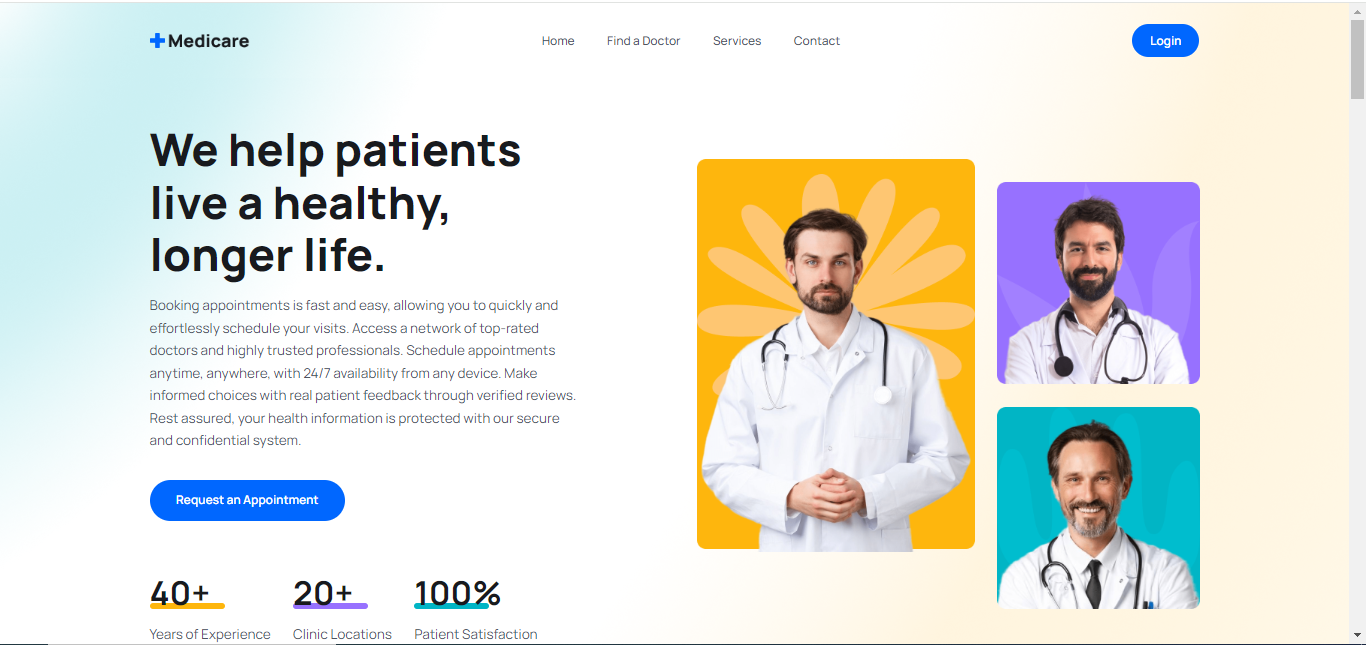 Medicare
Home
Find a Doctor
Services
Contact
Login
We help patients
live a healthy,
longer life.
Booking appointments is fast and easy, allowing you to quickly and
effortlessly schedule your visits. Access a network of top-rated
doctors and highly trusted professionals. Schedule appointments
anytime, anywhere, with 24/7 availability from any device. Make
informed choices with real patient feedback through verified reviews.
Rest assured, your health information is protected with our secure
and confidential system.
Request an Appointment
40+
20+
100%
Years of Experience
Clinic Locations
Patient Satisfaction